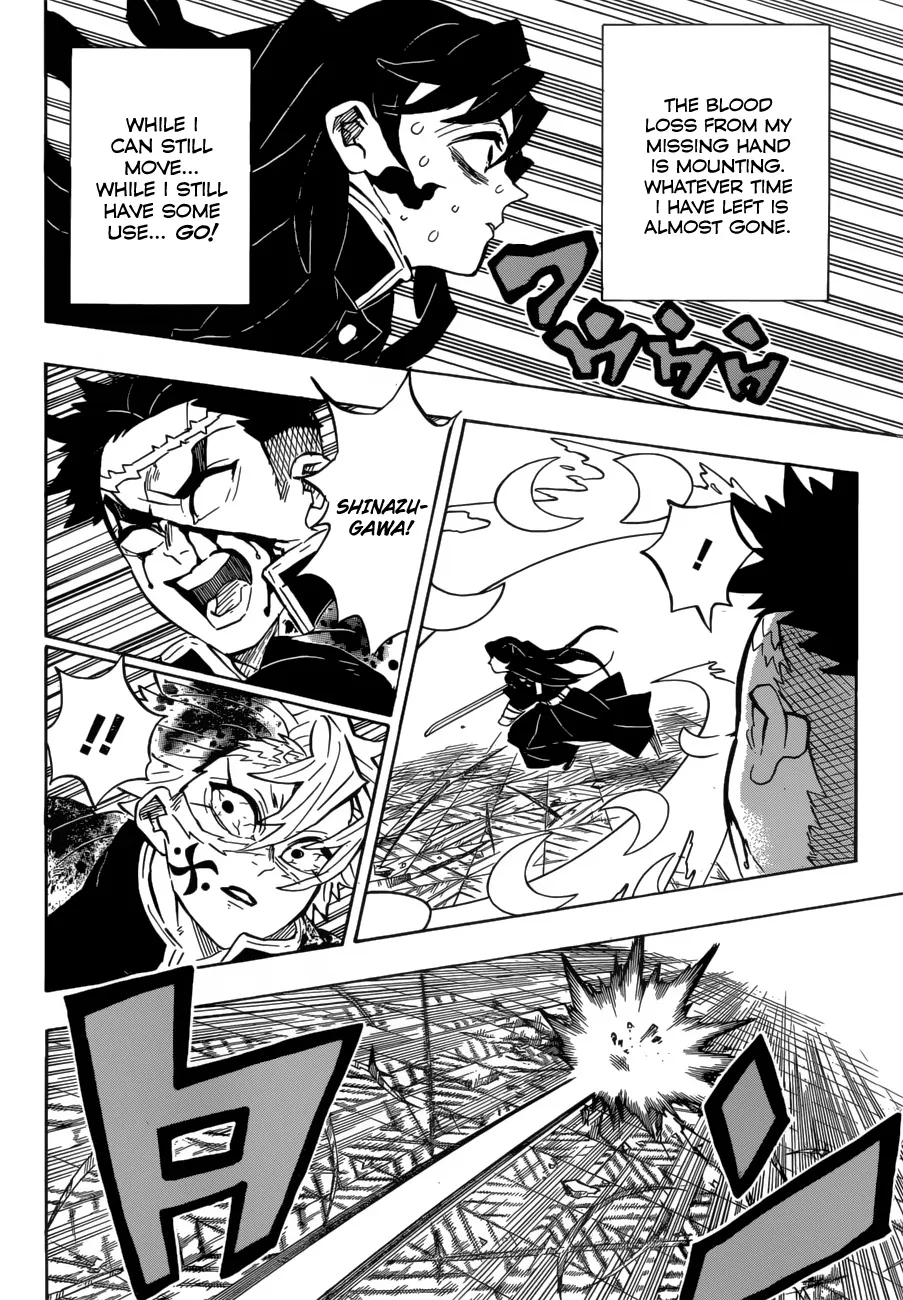 THE BLOOD
LOSS FROM MY
MISSING HAND
IS MOUNTING.
WHATEVER TIME
I HAVE LEFT IS
ALMOST GONE.
WHILE I
CAN STILL
MOVE...
WHILE I STILL
HAVE SOME
USE... GO!
!
SHINAZU-
GAWA!
!!